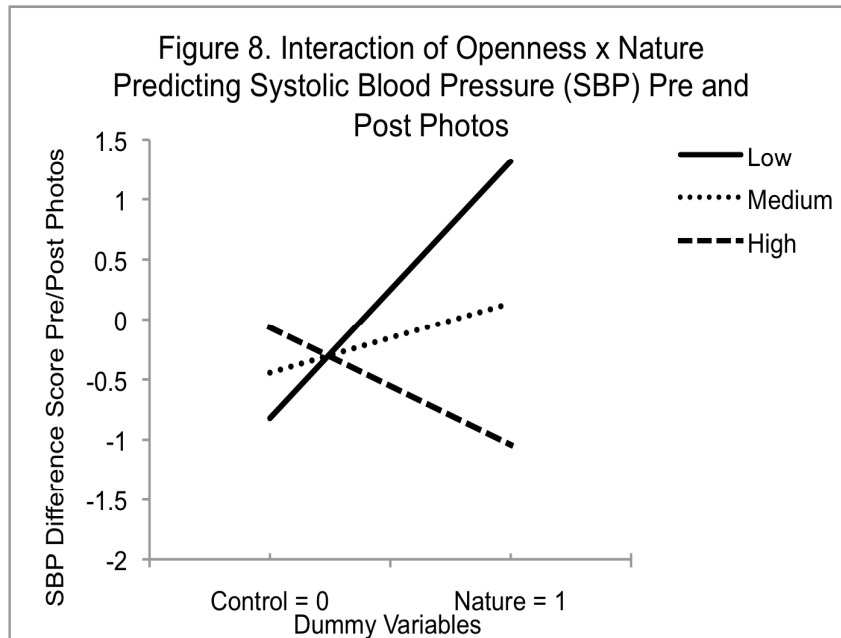 Figure 8. Interaction of Openness x Nature
Predicting Systolic Blood Pressure (SBP) Pre and
Post Photos
SBP Difference Score Pre/Post Photos
1.5
1
0.5
0
-0.5
-1
-1.5
-2
Low
Medium
High
Control = 0
Nature = 1
Dummy Variables